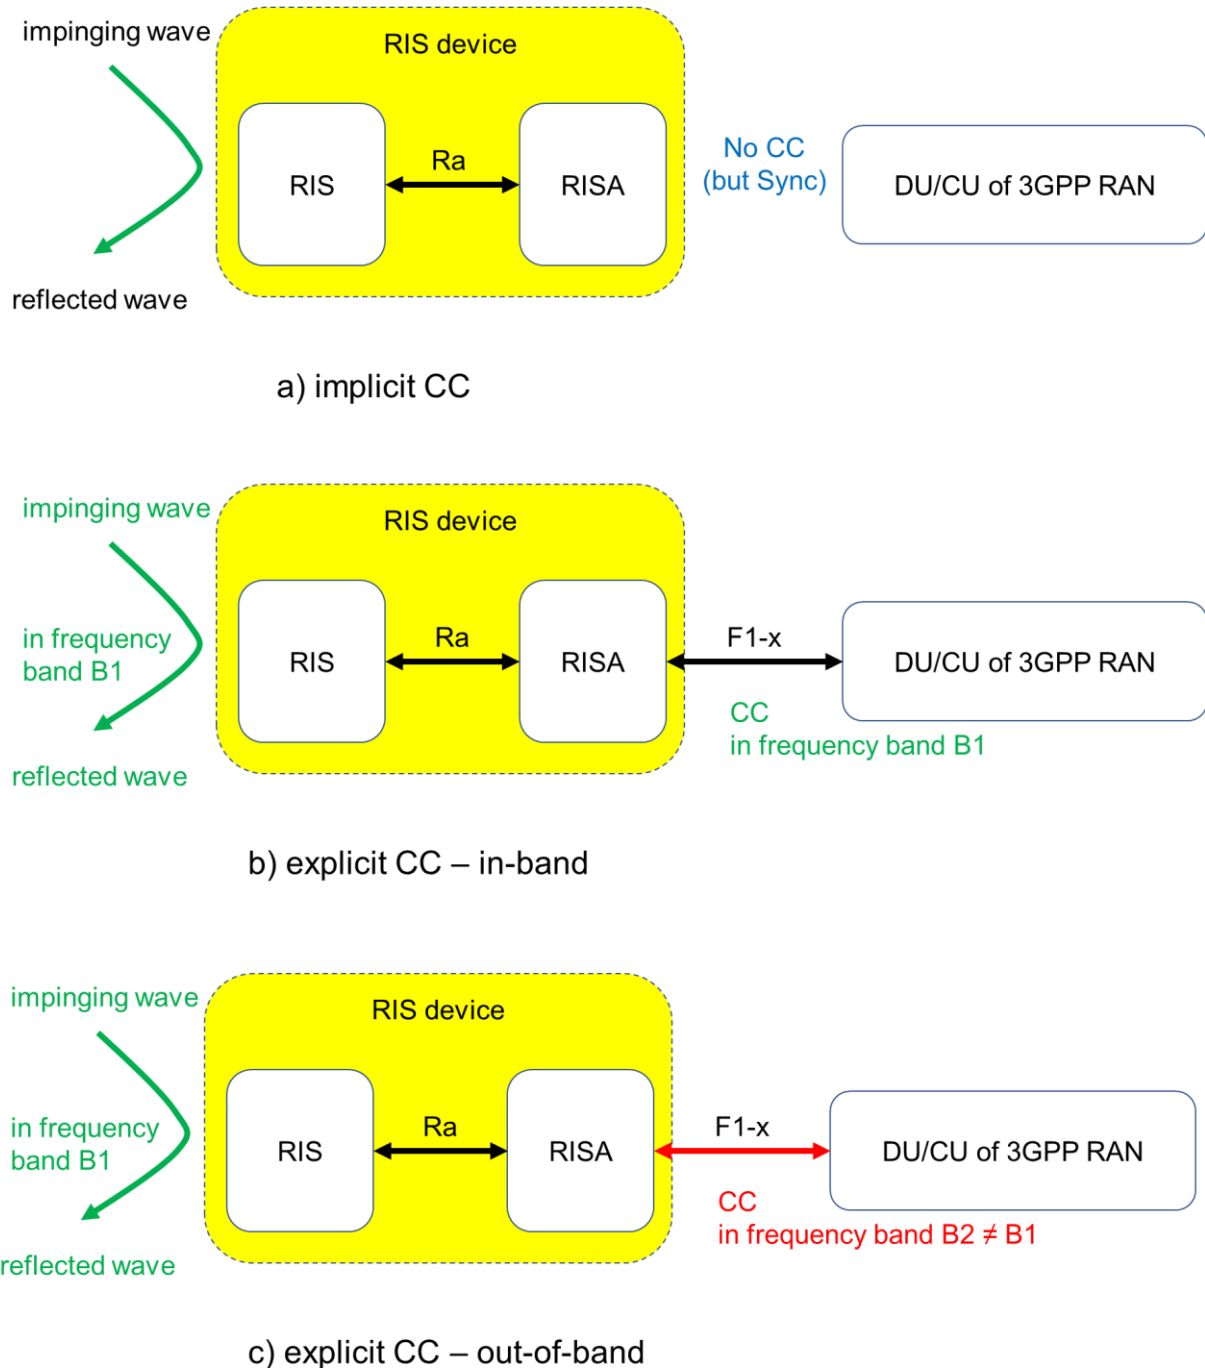 impinging wave
RIS device
RIS
Ra
RISA
No CC
(but Sync)
DU/CU of 3GPP RAN
reflected wave
a) implicit CC
impinging wave
RIS device
in frequency
band B1
RIS
Ra
RISA
F1-x
DU/CU of 3GPP RAN
CC
in frequency band B1
reflected wave
b) explicit CC – in-band
impinging wave
RIS device
in frequency
band B1
RIS
Ra
RISA
F1-x
DU/CU of 3GPP RAN
CC
in frequency band B2 ≠ B1
reflected wave
c) explicit CC – out-of-band